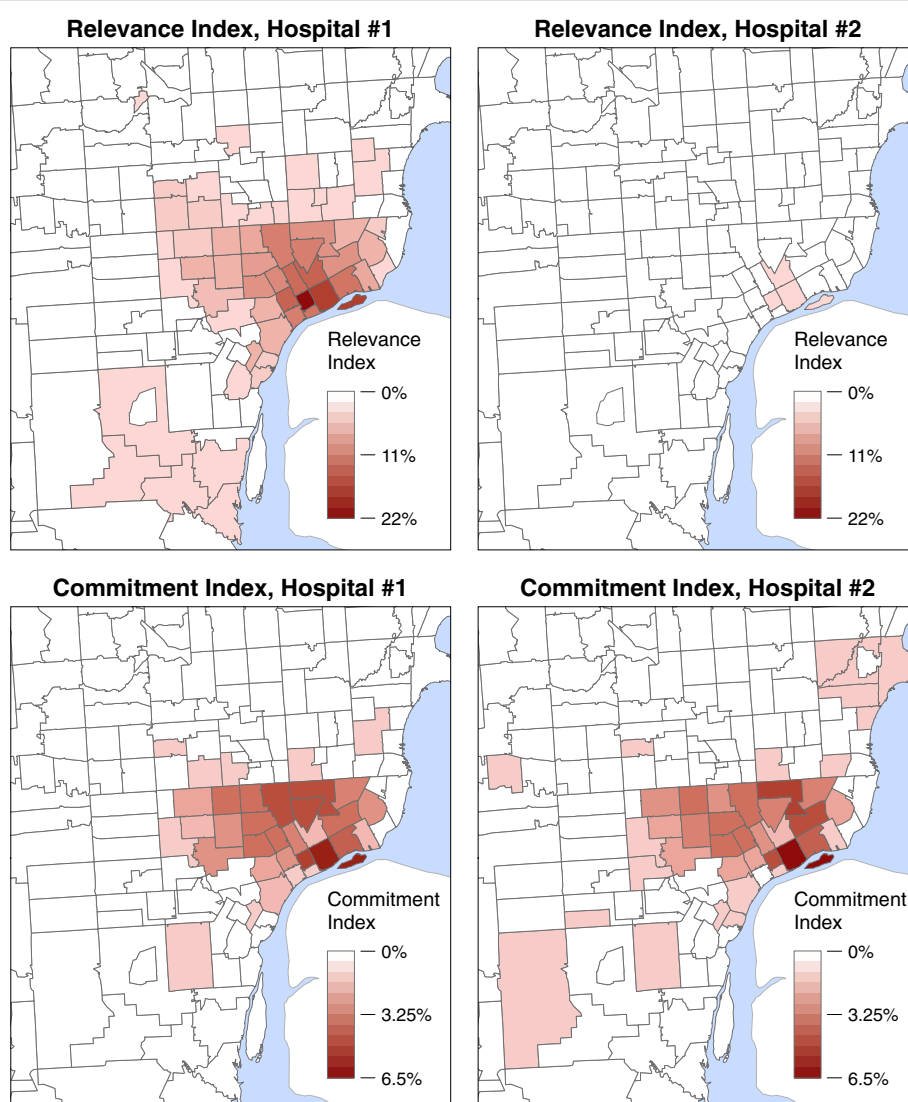 Relevance Index, Hospital #1
Relevance
Index
0%
11%
22%
Relevance Index, Hospital #2
Relevance
Index
0%
11%
22%
Commitment Index, Hospital #1
Commitment
Index
0%
3.25%
6.5%
Commitment Index, Hospital #2
Commitment
Index
0%
3.25%
6.5%